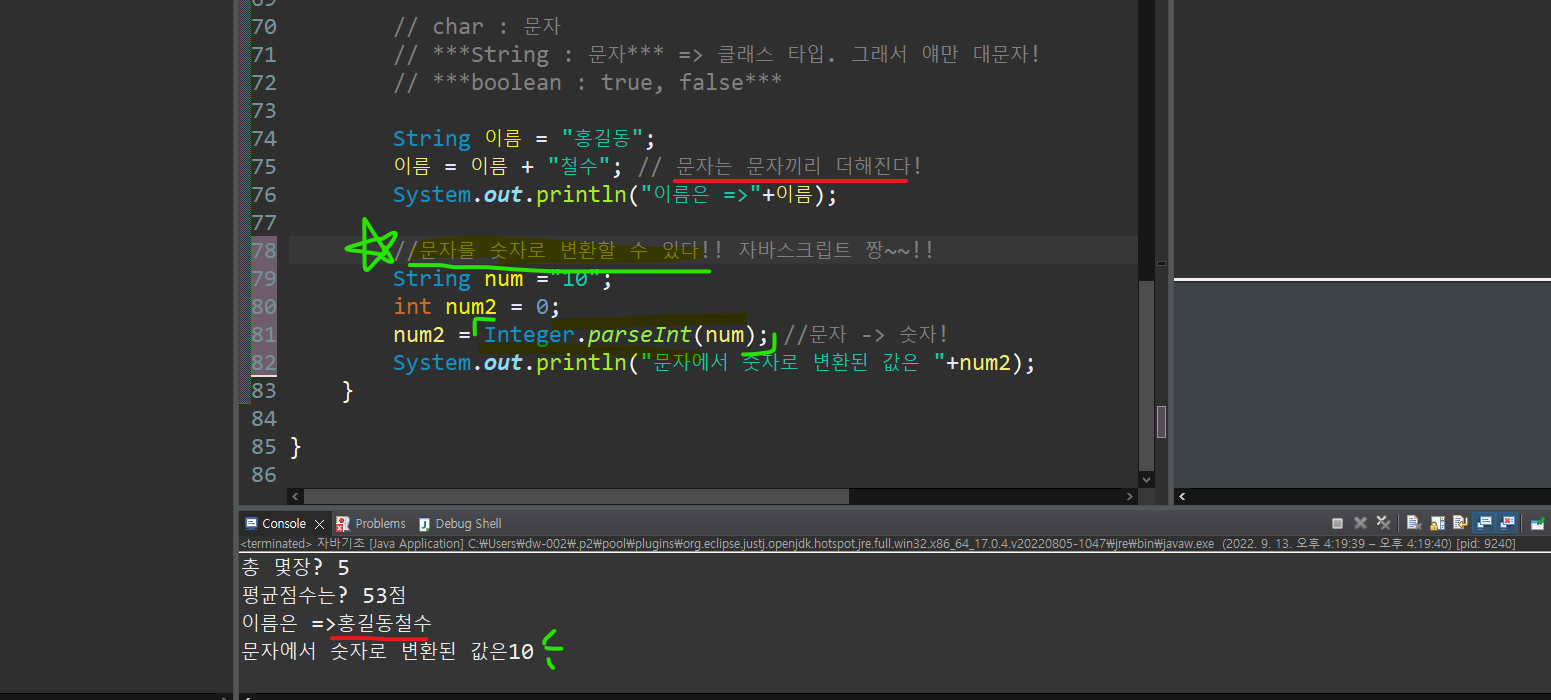 69
70 // char : 문자
71 // ***String : 문자*** => 클래스 타입. 그래서 얘만 대문자!
72 // ***boolean : true, false***
73
74 String 이름 = "홍길동";
75 이름 = 이름 + "철수"; // 문자는 문자끼리 더해진다!
76 System.out.println("이름은 =>"+이름);
77
78 //문자를 숫자로 변환할 수 있다!! 자바스크립트 짱~~!!
79 String num ="10";
80 int num2 = 0;
81 num2 = Integer.parseInt(num); //문자 -> 숫자!
82 System.out.println("문자에서 숫자로 변환된 값은 "+num2);
83 }
84
85 }
86
Console Problems Debug Shell
<terminated> 자바기초 [Java Application] C:₩Users₩dw-002₩.p2₩pool₩plugins₩org.eclipse.justj.openjdk.hotspot.jre.full.win32.x86_64_17.0.4.v20220805-1047₩jre₩bin₩javaw.exe (2022. 9. 13. 오후 4:19:39 – 오후 4:19:40) [pid: 9240]
총 몇장? 5
평균점수는? 53점
이름은 =>홍길동철수
문자에서 숫자로 변환된 값은10